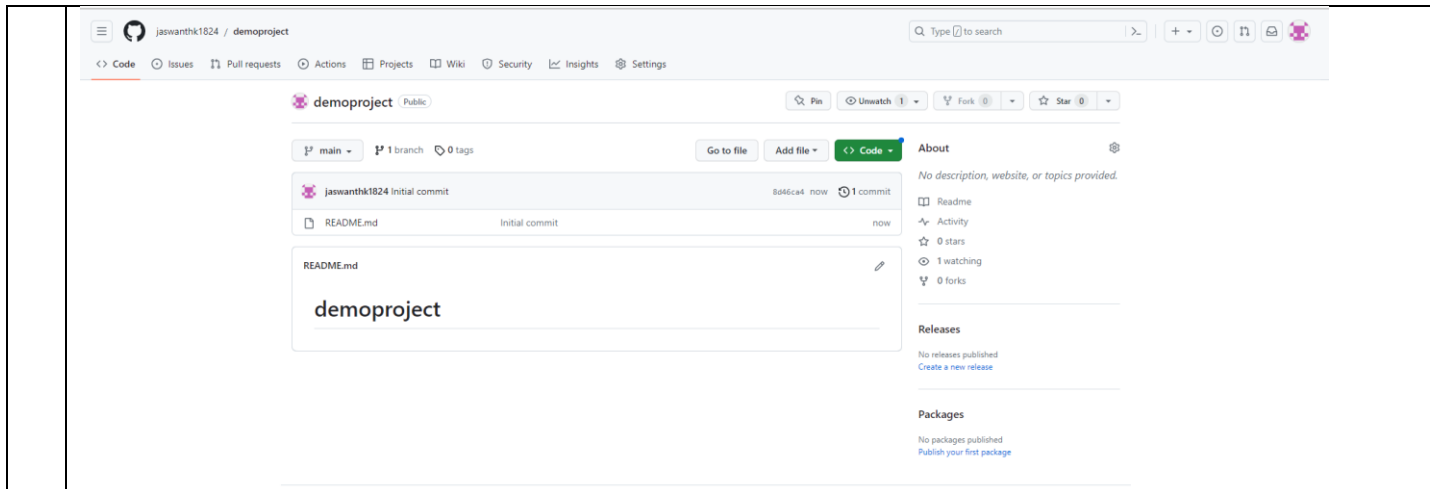 jaswanthk1824 / demoproject
Type / to search
Code Issues Pull requests Actions Projects Wiki Security Insights Settings
demoproject Public
Pin Unwatch 1 Fork 0 Star 0
main 1 branch 0 tags Go to file Add file Code
jaswanthk1824 Initial commit 8d46ca4 now 1 commit
README.md Initial commit now
README.md
demoproject
About
No description, website, or topics provided.
Readme
Activity
0 stars
1 watching
0 forks
Releases
No releases published
Create a new release
Packages
No packages published
Publish your first package